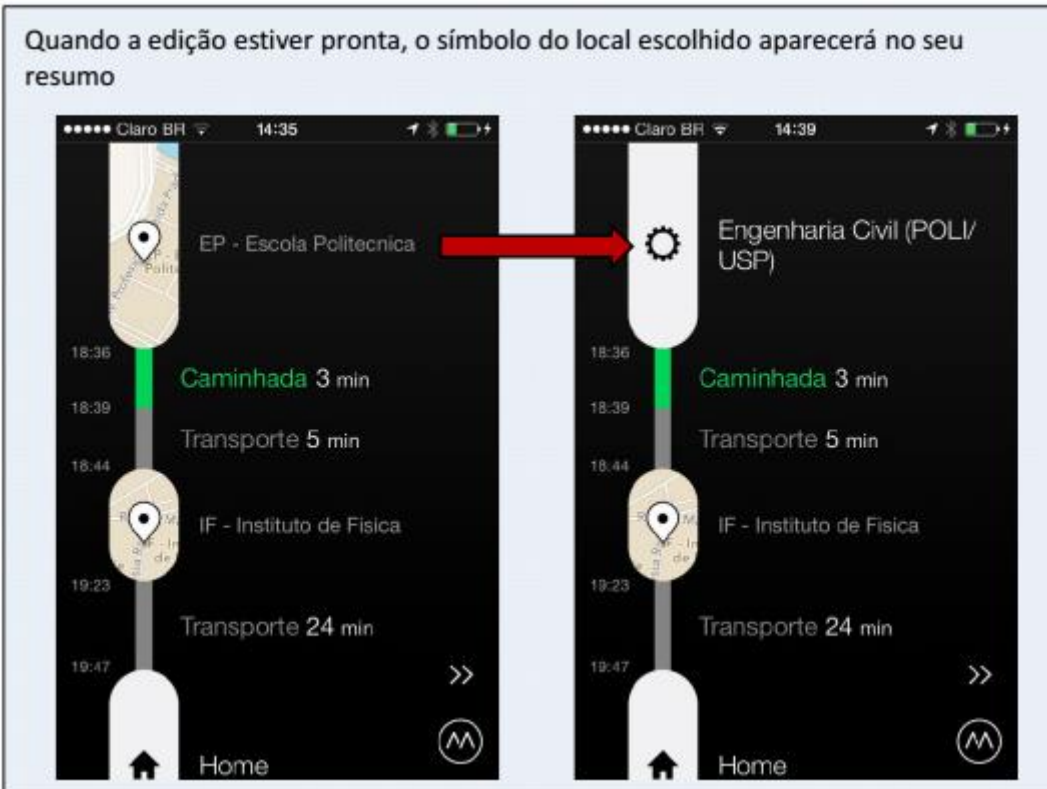 Quando a edição estiver pronta, o símbolo do local escolhido aparecerá no seu
resumo
Claro BR 14:35
EP - Escola Politecnica
18:36
Caminhada 3 min
18:39
Transporte 5 min
18:44
IF - Instituto de Fisica
19:23
Transporte 24 min
19:47
Home
Claro BR 14:39
Engenharia Civil (POLI/
USP)
18:36
Caminhada 3 min
18:39
Transporte 5 min
18:44
IF - Instituto de Fisica
19:23
Transporte 24 min
19:47
Home